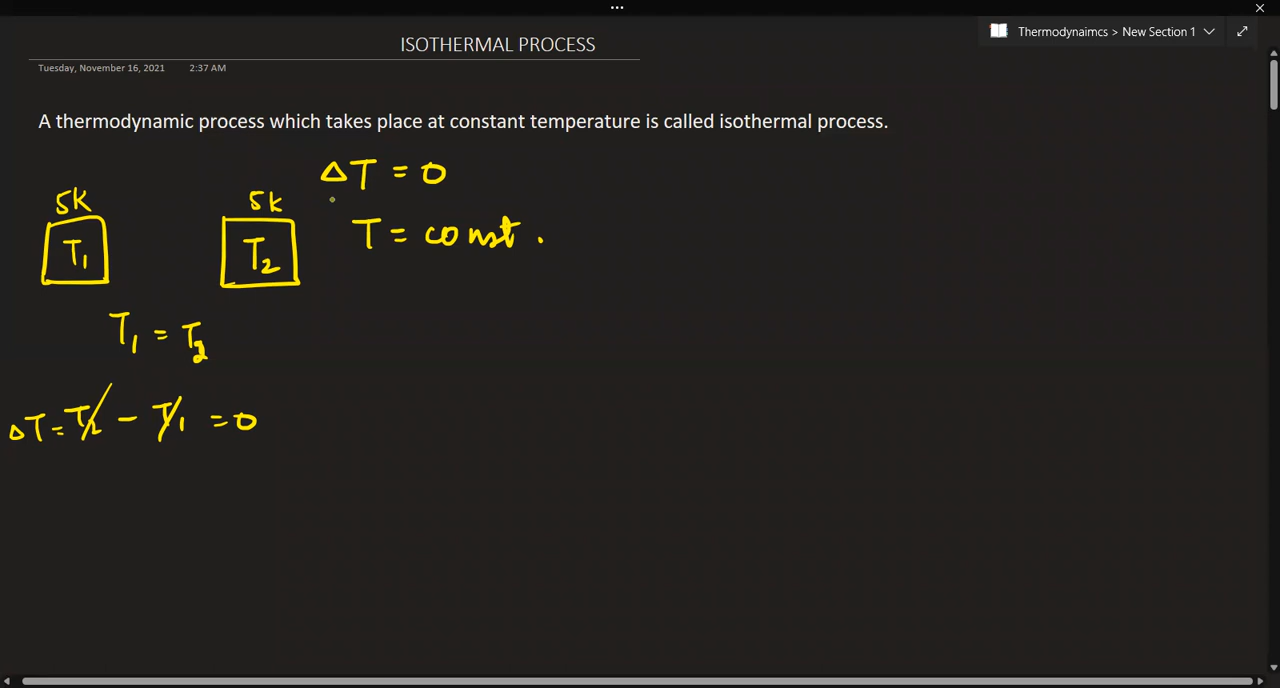 ISOTHERMAL PROCESS
Thermodynaimcs > New Section 1
Tuesday, November 16, 2021 2:37 AM
A thermodynamic process which takes place at constant temperature is called isothermal process.
ΔT = 0
5K 5K
T1 T2
T = const.
T1 = T2
ΔT = T2 - T1 = 0